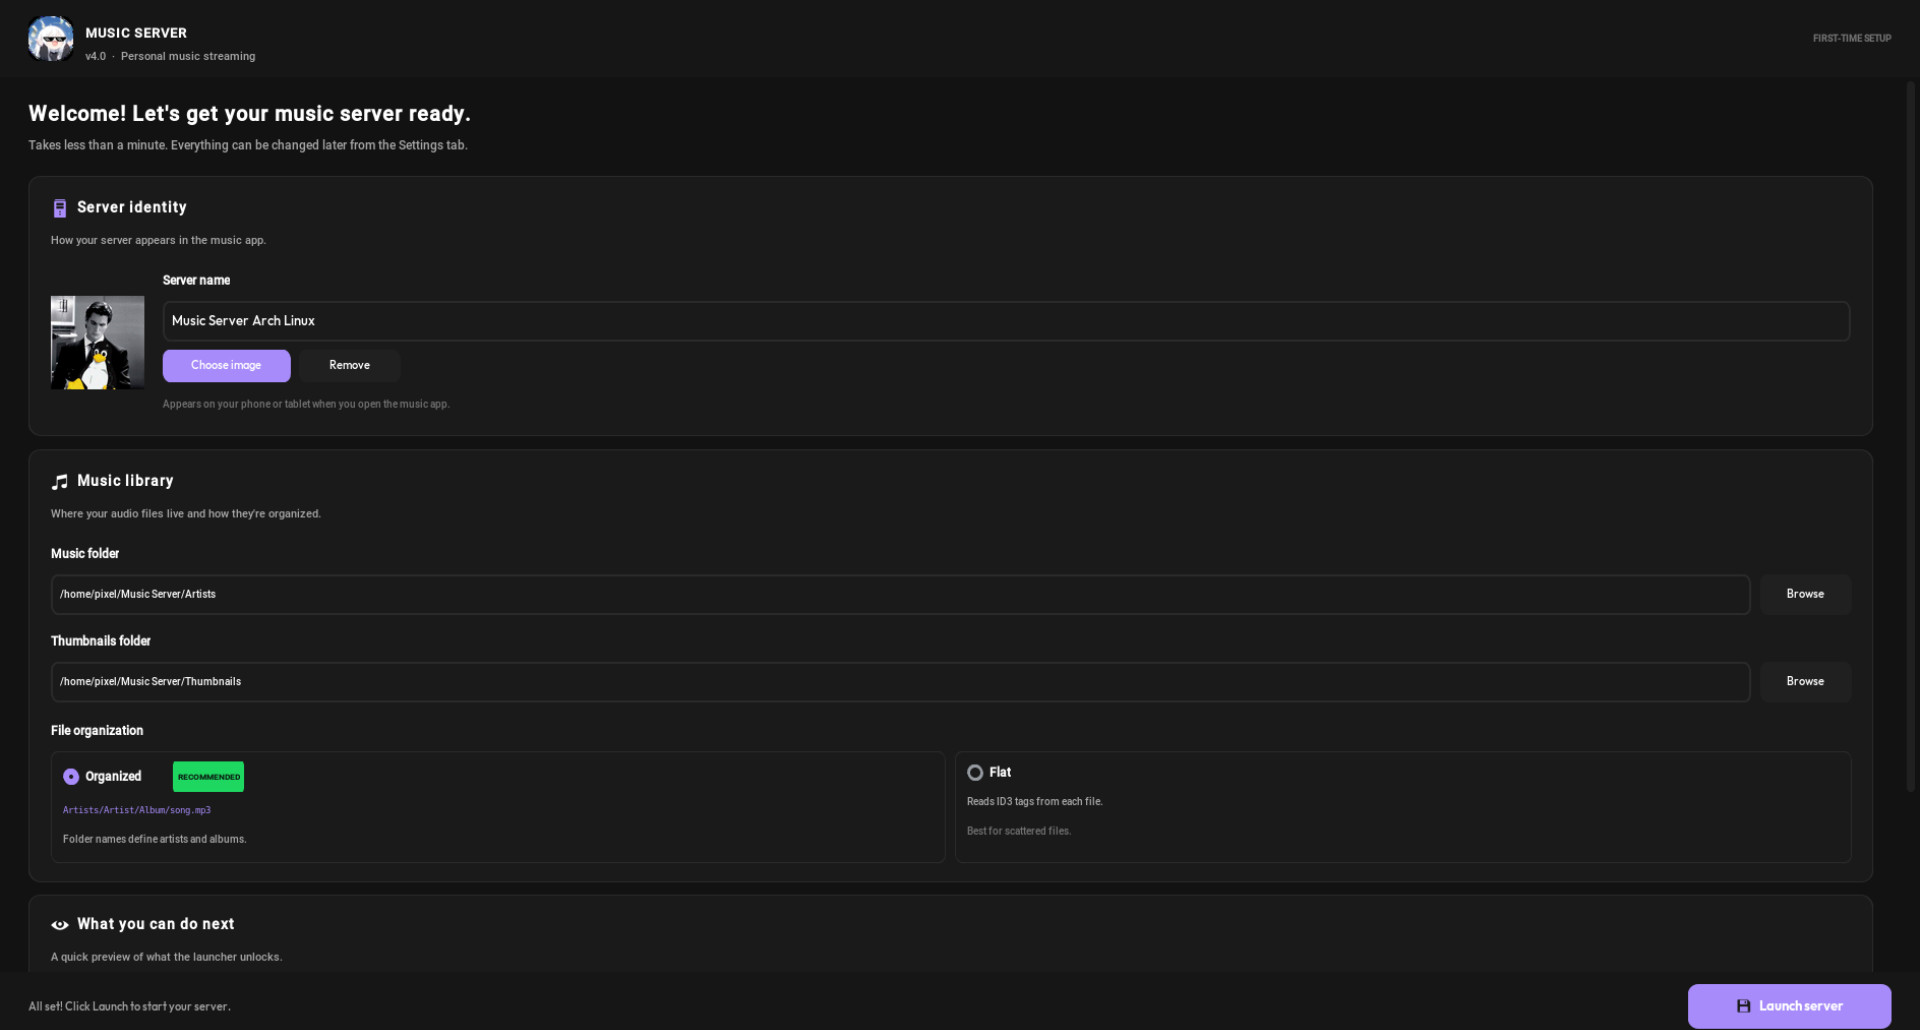 MUSIC SERVER
v4.0 · Personal music streaming
FIRST-TIME SETUP
Welcome! Let's get your music server ready.
Takes less than a minute. Everything can be changed later from the Settings tab.
Server identity
How your server appears in the music app.
Server name
Music Server Arch Linux
Choose image
Remove
Appears on your phone or tablet when you open the music app.
Music library
Where your audio files live and how they're organized.
Music folder
/home/pixel/Music Server/Artists
Browse
Thumbnails folder
/home/pixel/Music Server/Thumbnails
Browse
File organization
Organized
RECOMMENDED
Artists/Artist/Album/song.mp3
Folder names define artists and albums.
Flat
Reads ID3 tags from each file.
Best for scattered files.
What you can do next
A quick preview of what the launcher unlocks.
All set! Click Launch to start your server.
Launch server